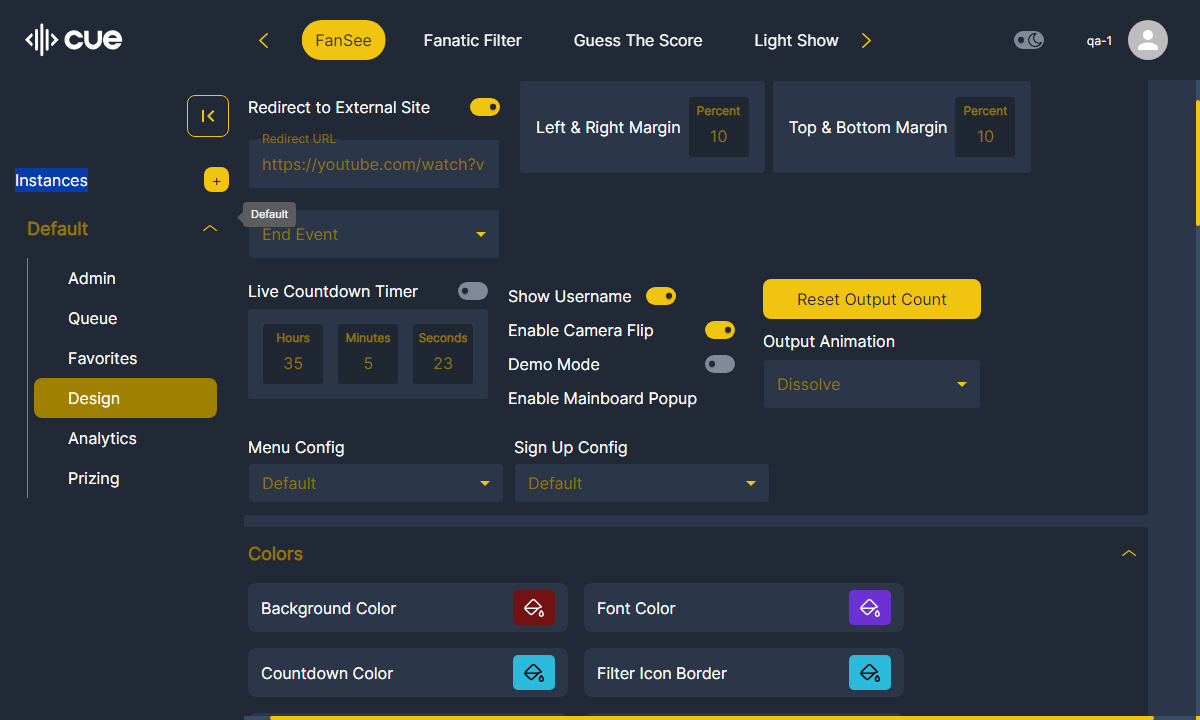 cue
FanSee
Fanatic Filter
Guess The Score
Light Show
qa-1
Instances
+
Default
Admin
Queue
Favorites
Design
Analytics
Prizing
Redirect to External Site
Redirect URL
https://youtube.com/watch?v
Default
End Event
Left & Right Margin
Percent
10
Top & Bottom Margin
Percent
10
Live Countdown Timer
Hours
35
Minutes
5
Seconds
23
Show Username
Enable Camera Flip
Demo Mode
Enable Mainboard Popup
Reset Output Count
Output Animation
Dissolve
Menu Config
Default
Sign Up Config
Default
Colors
Background Color
Font Color
Countdown Color
Filter Icon Border